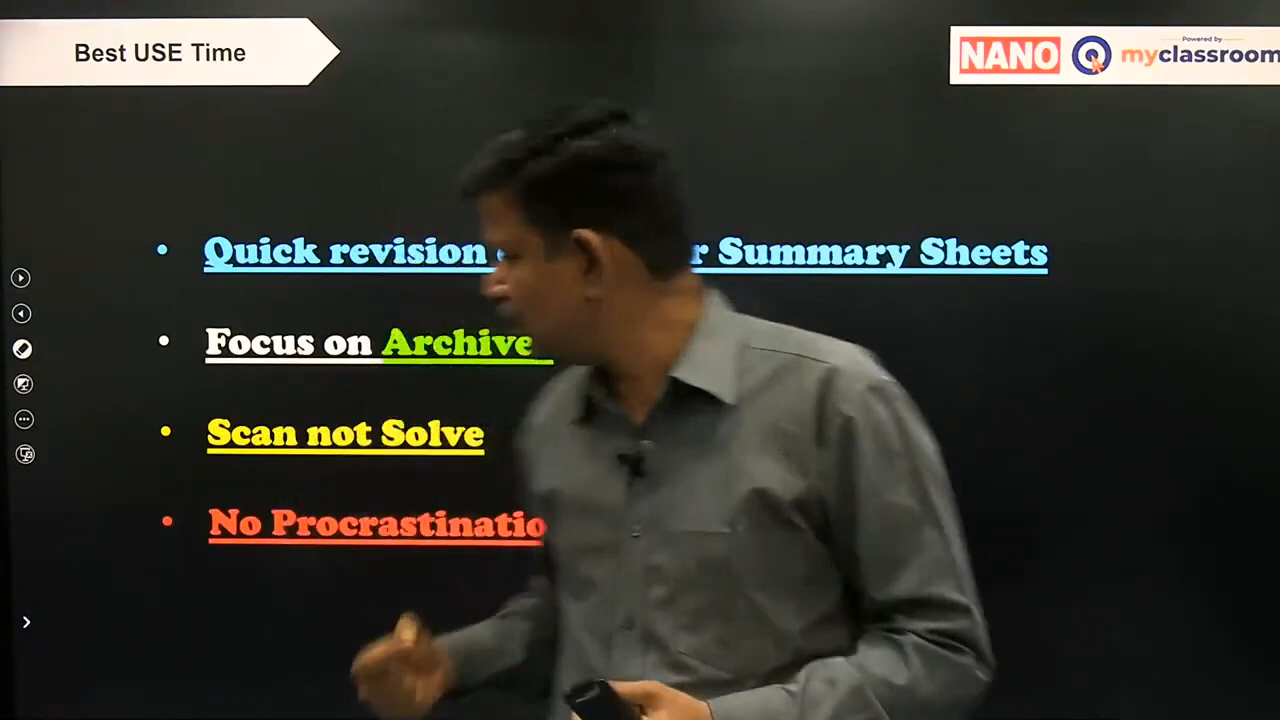 Best USE Time
NANO
Powered by
myclassroom
• Quick revision Summary Sheets
• Focus on Archive
• Scan not Solve
• No Procrastinatio